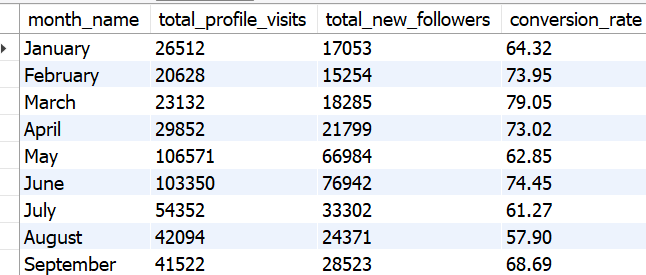 month_name total_profile_visits total_new_followers conversion_rate
January 26512 17053 64.32
February 20628 15254 73.95
March 23132 18285 79.05
April 29852 21799 73.02
May 106571 66984 62.85
June 103350 76942 74.45
July 54352 33302 61.27
August 42094 24371 57.90
September 41522 28523 68.69